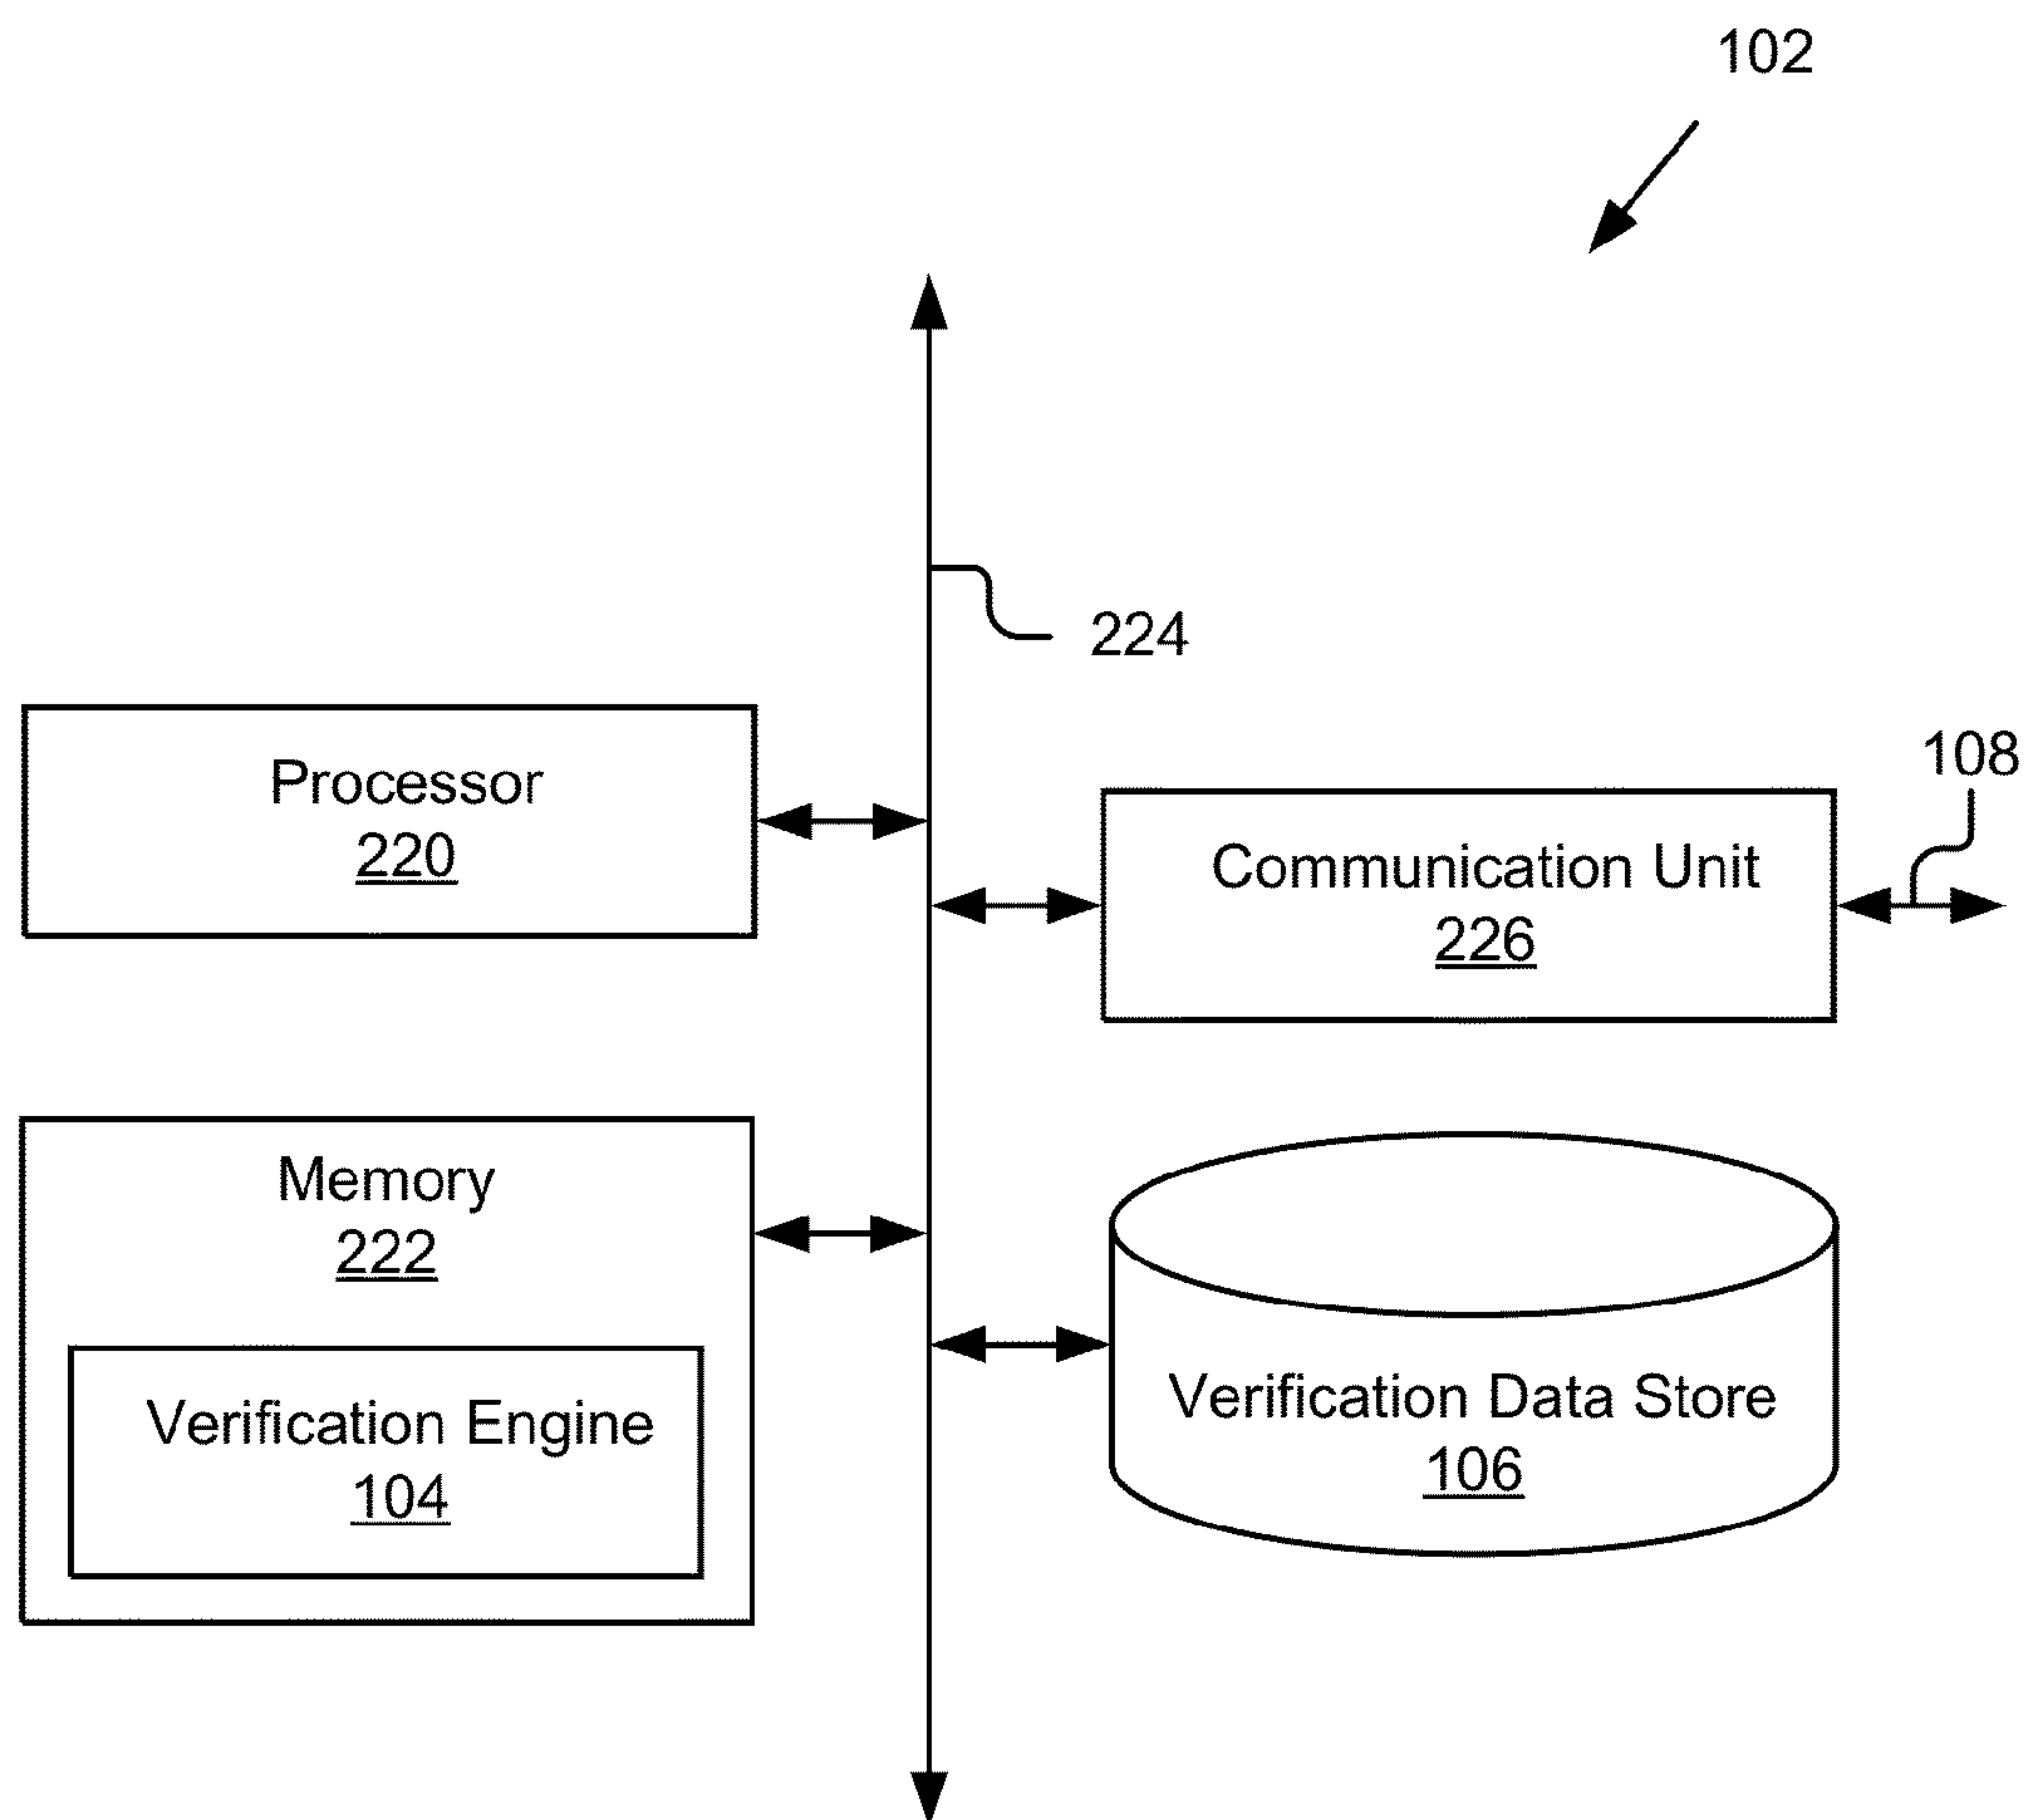 102
224
Processor
220
108
Communication Unit
226
Memory
222
Verification Engine
104
Verification Data Store
106